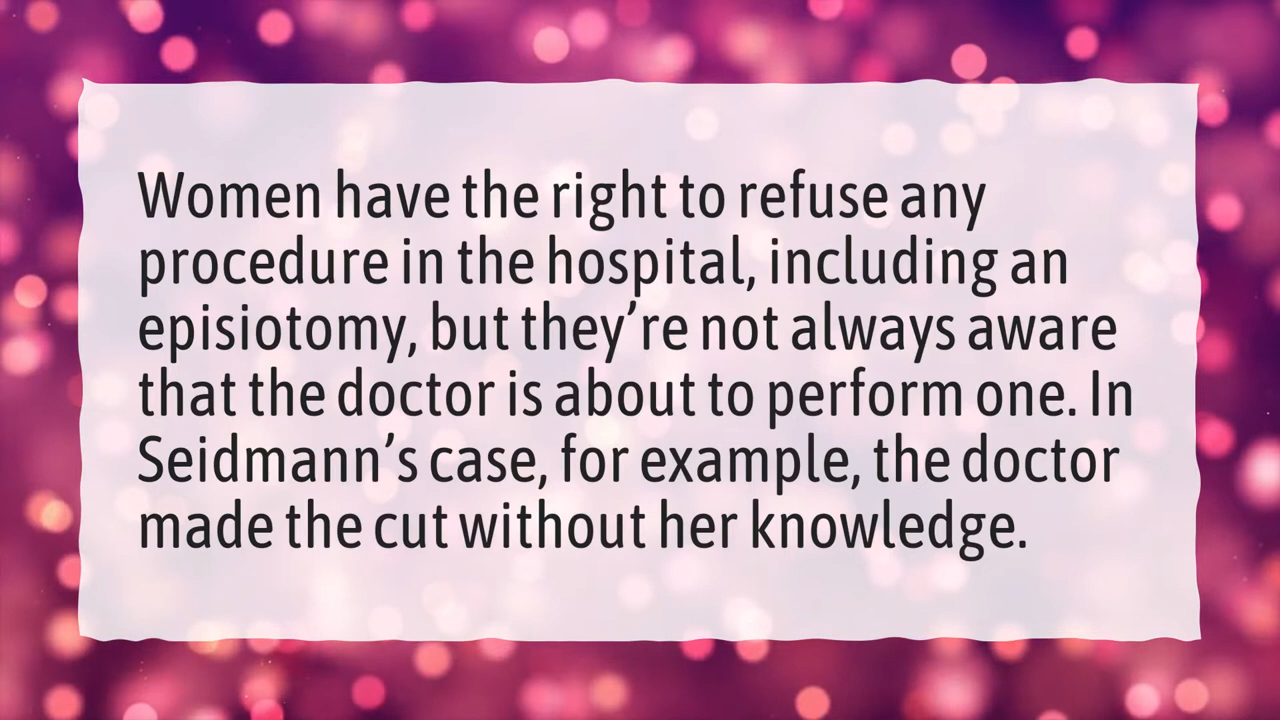 Women have the right to refuse any
procedure in the hospital, including an
episiotomy, but they’re not always aware
that the doctor is about to perform one. In
Seidmann’s case, for example, the doctor
made the cut without her knowledge.